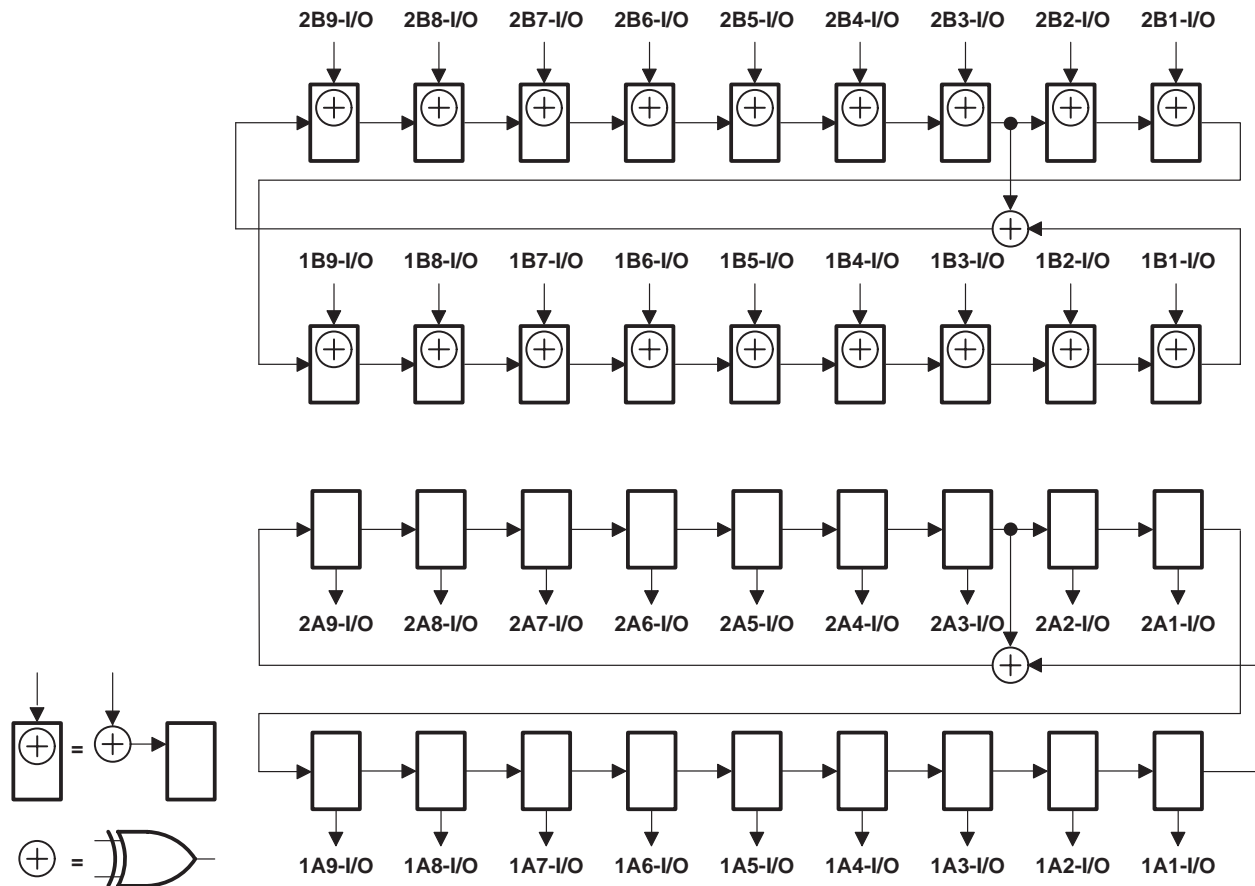 2B9-I/O 2B8-I/O 2B7-I/O 2B6-I/O 2B5-I/O 2B4-I/O 2B3-I/O 2B2-I/O 2B1-I/O
1B9-I/O 1B8-I/O 1B7-I/O 1B6-I/O 1B5-I/O 1B4-I/O 1B3-I/O 1B2-I/O 1B1-I/O
2A9-I/O 2A8-I/O 2A7-I/O 2A6-I/O 2A5-I/O 2A4-I/O 2A3-I/O 2A2-I/O 2A1-I/O
=
=
1A9-I/O 1A8-I/O 1A7-I/O 1A6-I/O 1A5-I/O 1A4-I/O 1A3-I/O 1A2-I/O 1A1-I/O